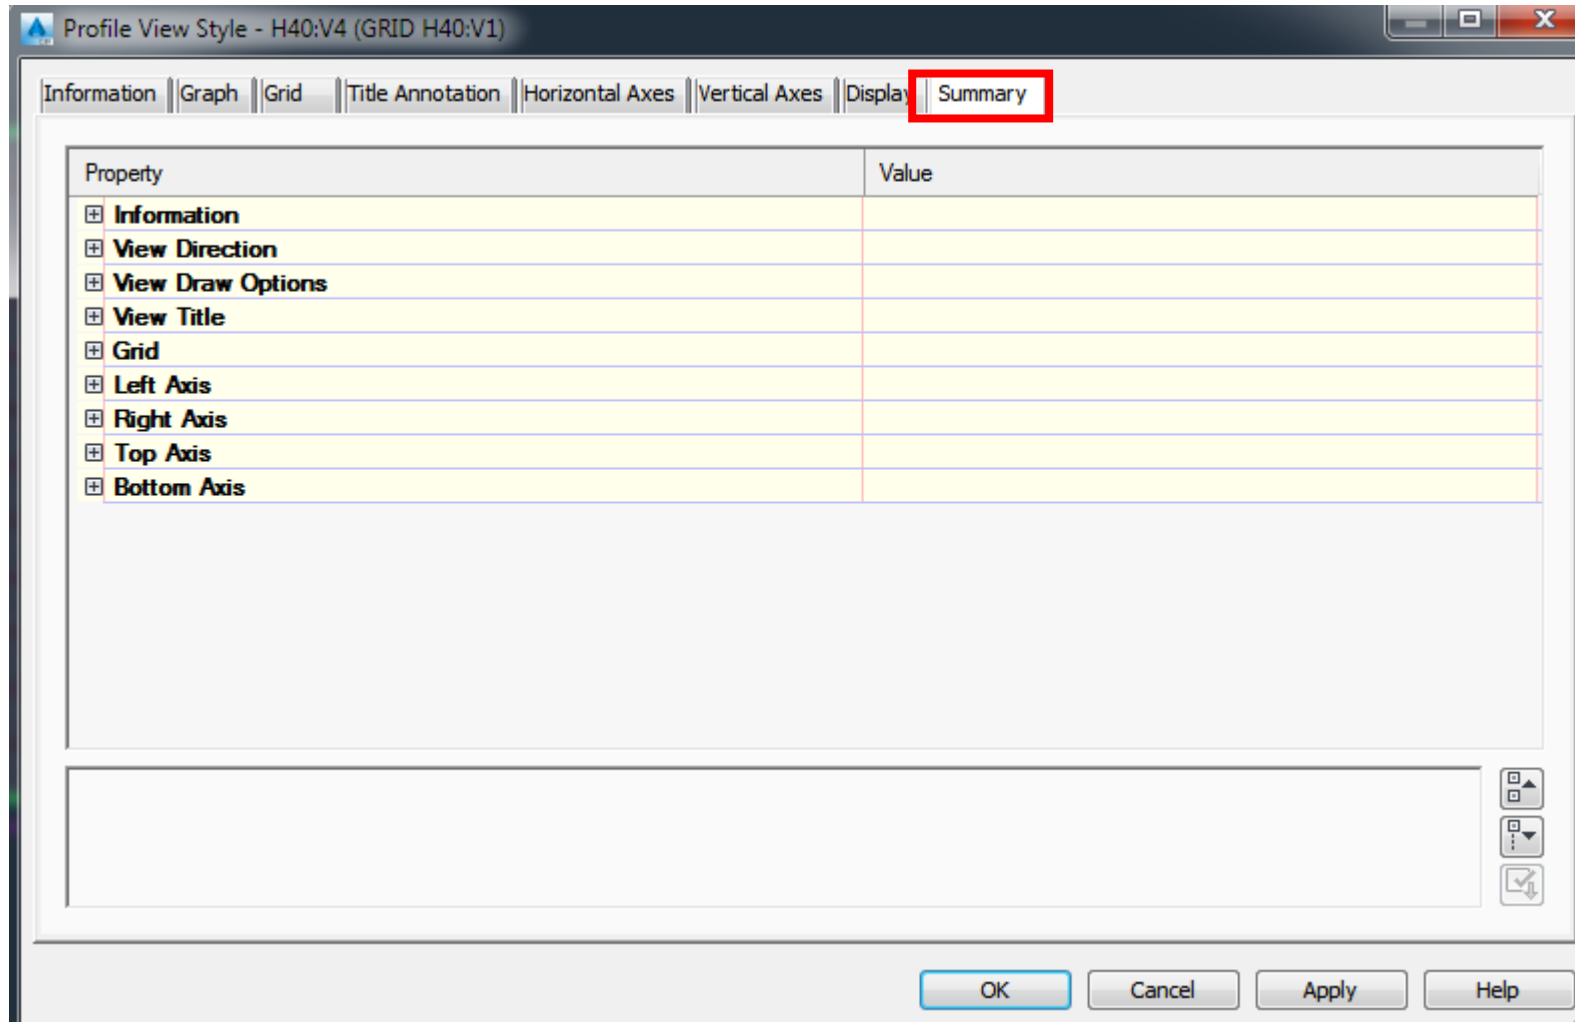 Profile View Style - H40:V4 (GRID H40:V1)
Information Graph Grid Title Annotation Horizontal Axes Vertical Axes Display Summary
Property Value
Information
View Direction
View Draw Options
View Title
Grid
Left Axis
Right Axis
Top Axis
Bottom Axis
OK Cancel Apply Help